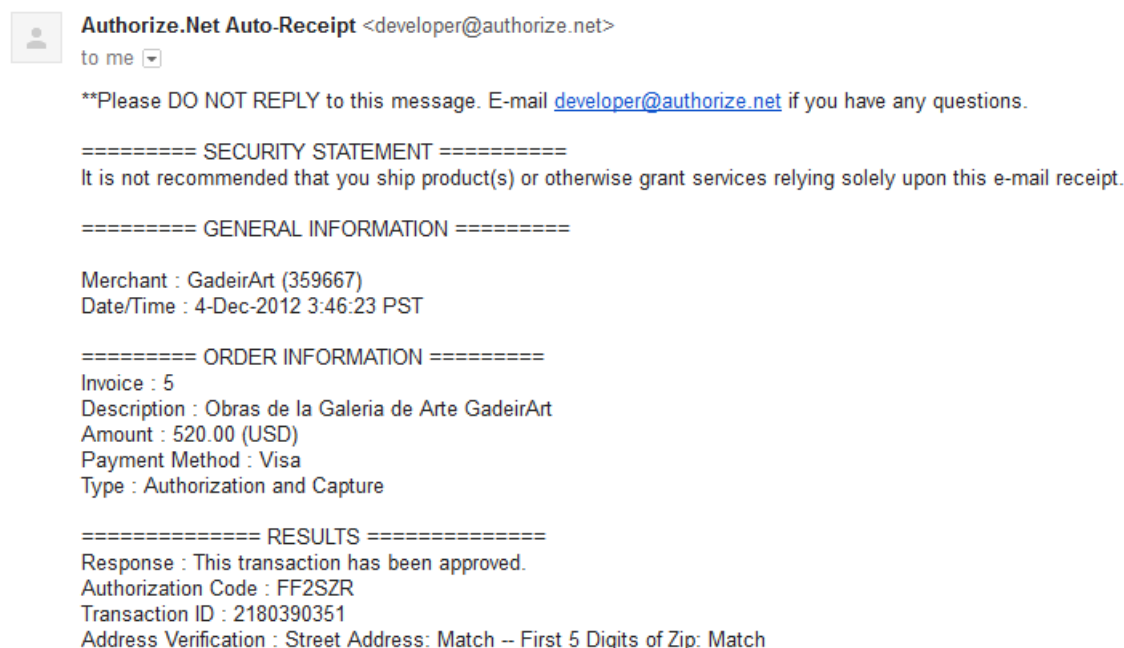 Authorize.Net Auto-Receipt <developer@authorize.net>
to me
**Please DO NOT REPLY to this message. E-mail developer@authorize.net if you have any questions.
========= SECURITY STATEMENT ==========
It is not recommended that you ship product(s) or otherwise grant services relying solely upon this e-mail receipt.
========= GENERAL INFORMATION =========
Merchant : GadeirArt (359667)
Date/Time : 4-Dec-2012 3:46:23 PST
========= ORDER INFORMATION =========
Invoice : 5
Description : Obras de la Galeria de Arte GadeirArt
Amount : 520.00 (USD)
Payment Method : Visa
Type : Authorization and Capture
============== RESULTS ==============
Response : This transaction has been approved.
Authorization Code : FF2SZR
Transaction ID : 2180390351
Address Verification : Street Address: Match -- First 5 Digits of Zip: Match